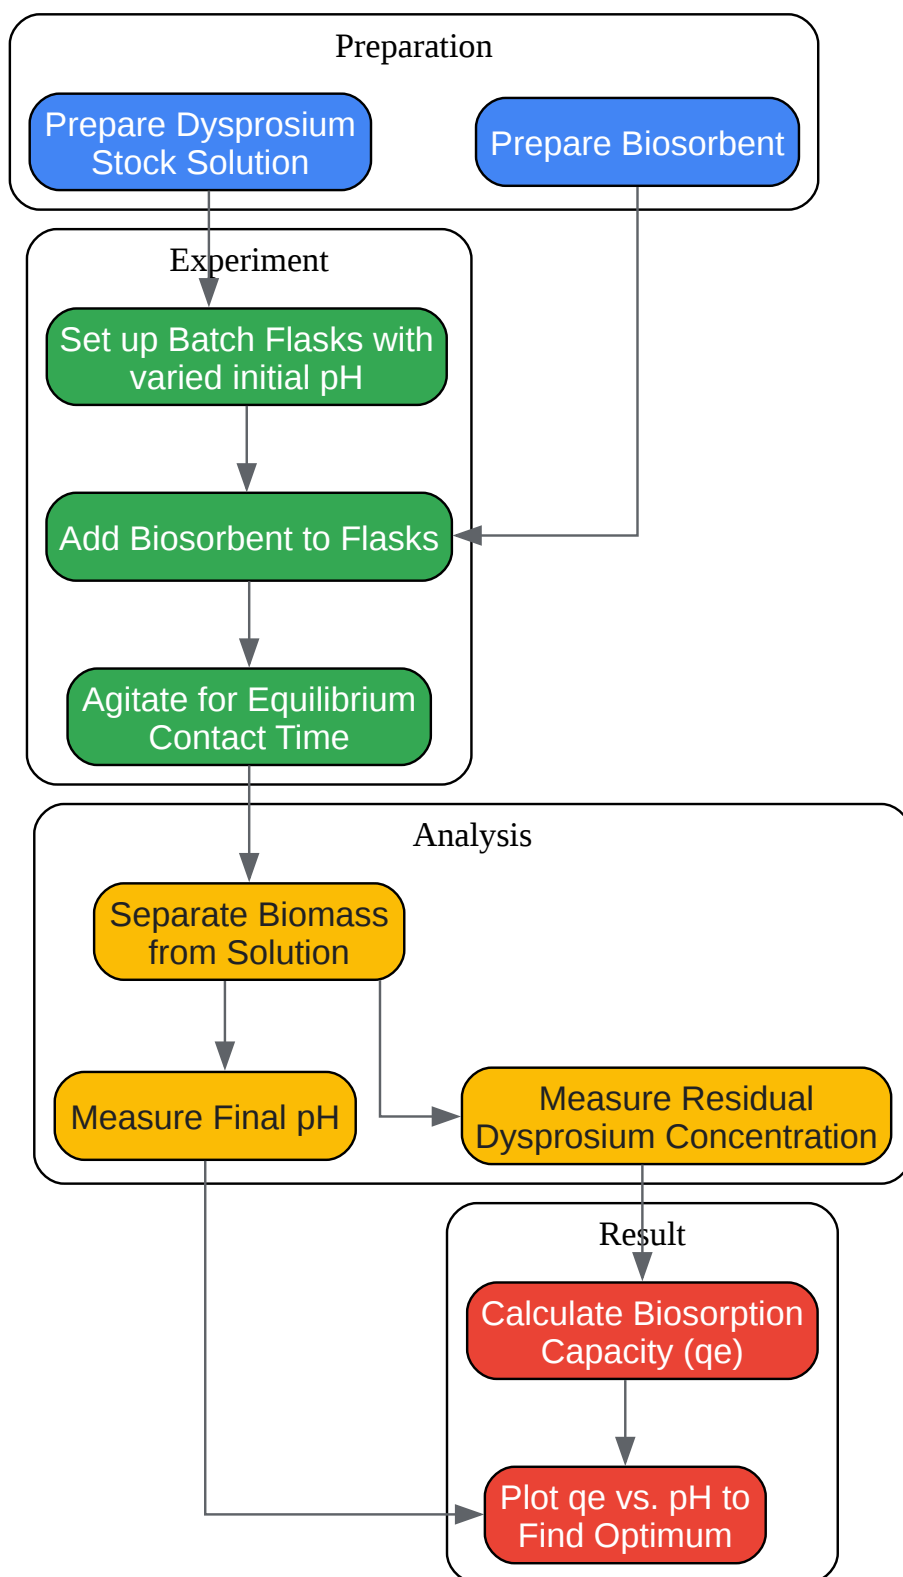 Preparation
Prepare Dysprosium
Stock Solution
Prepare Biosorbent
Experiment
Set up Batch Flasks with
varied initial pH
Add Biosorbent to Flasks
Agitate for Equilibrium
Contact Time
Analysis
Separate Biomass
from Solution
Measure Final pH
Measure Residual
Dysprosium Concentration
Result
Calculate Biosorption
Capacity (qe)
Plot qe vs. pH to
Find Optimum